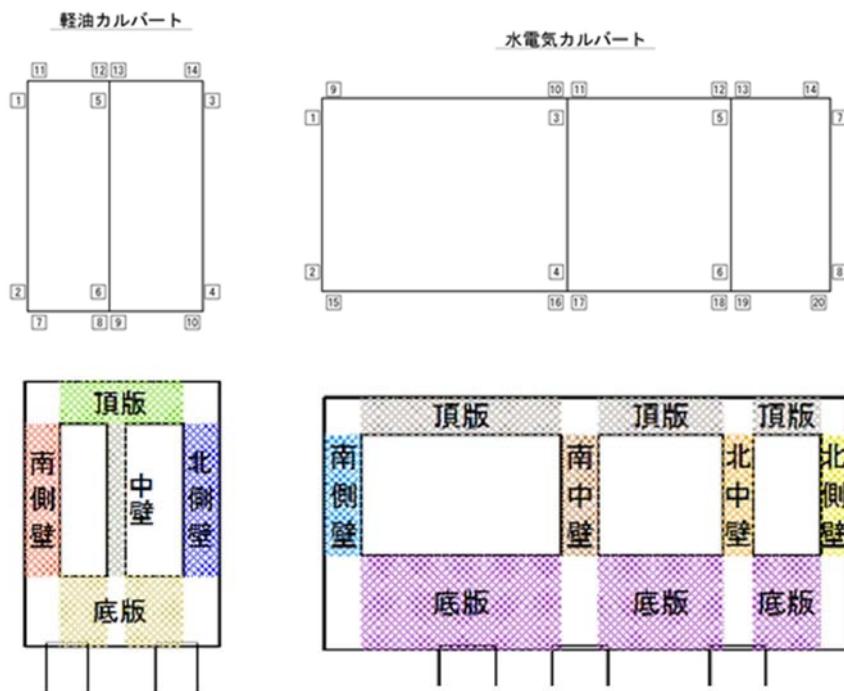 軽油カルバート
11 12 13 14
1 5 3
2 6 4
7 8 9 10
水電気カルバート
9 10 11 12 13 14
1 3 5 7
2 4 6 8
15 16 17 18 19 20
頂版
南側壁
中壁
北側壁
底版
頂版 頂版 頂版
南側壁
南中壁
北中壁
北側壁
底版 底版 底版